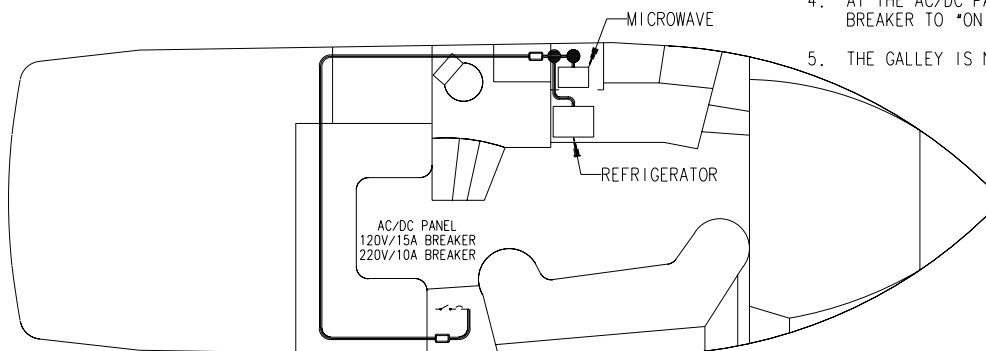 4. AT THE AC/DC PA
BREAKER TO "ON
5. THE GALLEY IS
MICROWAVE
REFRIGERATOR
AC/DC PANEL
120V/15A BREAKER
220V/10A BREAKER